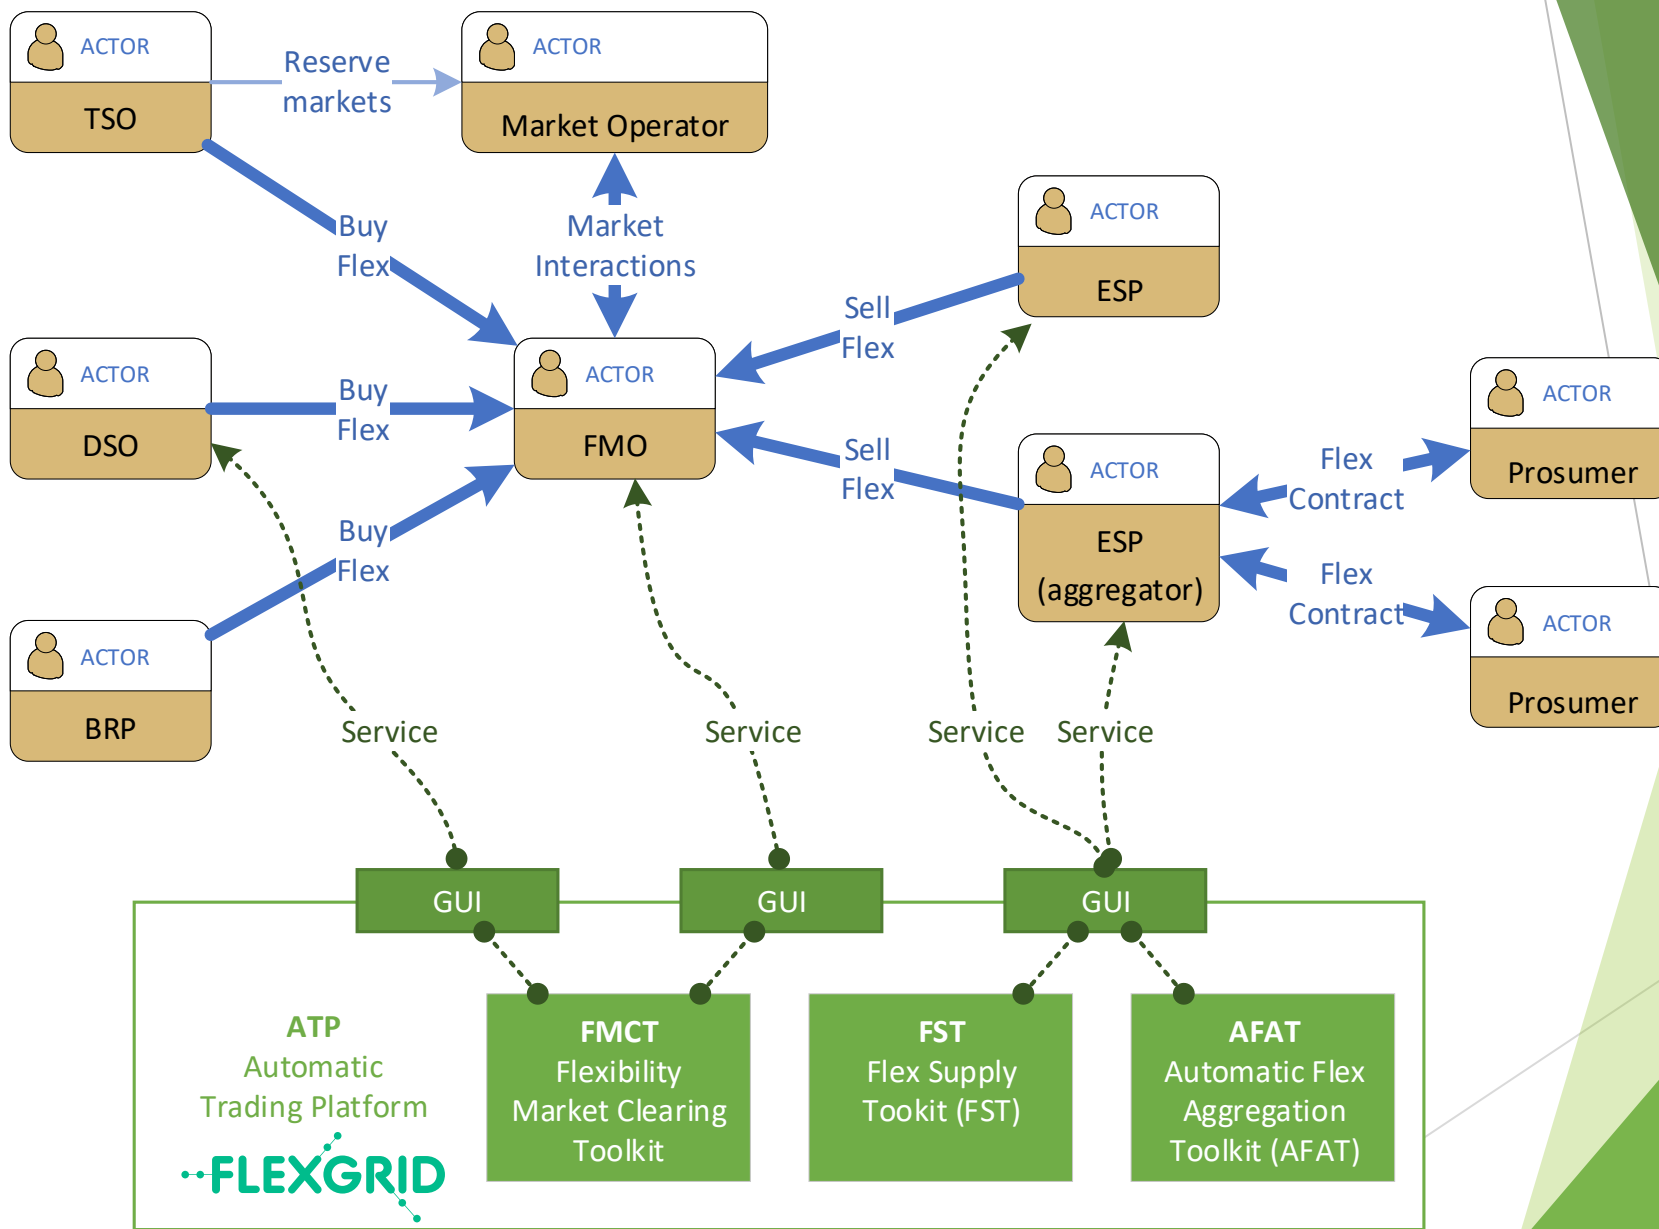 ACTOR
TSO
Reserve
markets
ACTOR
Market Operator
Buy
Flex
Market
Interactions
ACTOR
ESP
Sell
Flex
ACTOR
DSO
Buy
Flex
ACTOR
FMO
Sell
Flex
ACTOR
ESP
(aggregator)
Flex
Contract
ACTOR
Prosumer
Buy
Flex
Flex
Contract
ACTOR
Prosumer
ACTOR
BRP
Service
Service
Service
Service
GUI
GUI
GUI
ATP
Automatic
Trading Platform
FLEXGRID
FMCT
Flexibility
Market Clearing
Toolkit
FST
Flex Supply
Tookit (FST)
AFAT
Automatic Flex
Aggregation
Toolkit (AFAT)